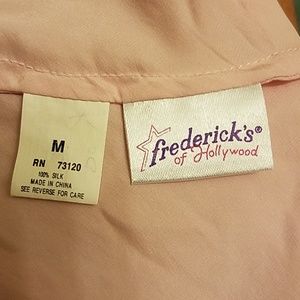 M
RN 73120
100% SILK
MADE IN CHINA
SEE REVERSE FOR CARE
frederick's®
of Hollywood